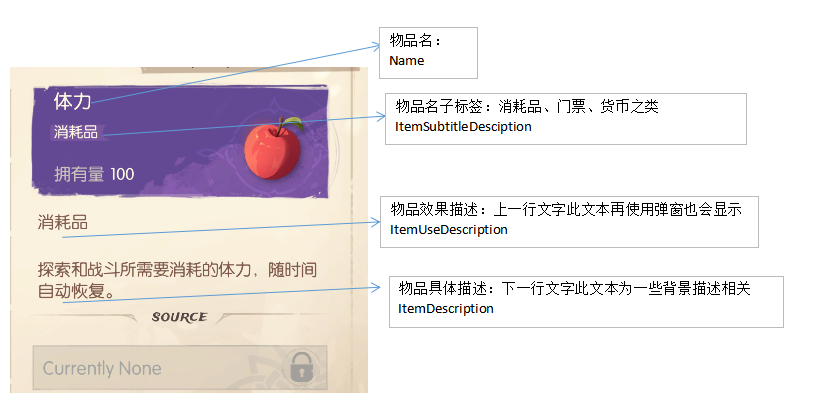 物品名：
Name
体力
物品名子标签：消耗品、门票、货币之类
ItemSubtitleDesciption
消耗品
拥有量 100
物品效果描述：上一行文字此文本再使用弹窗也会显示
ItemUseDescription
消耗品
探索和战斗所需要消耗的体力，随时间
自动恢复。
物品具体描述：下一行文字此文本为一些背景描述相关
ItemDescription
SOURCE
Currently None